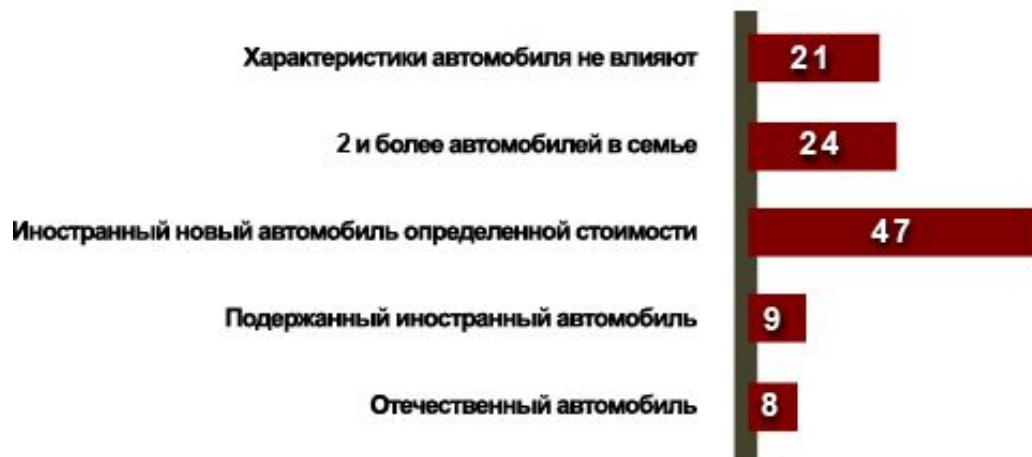 Характеристики автомобиля не влияют 21
2 и более автомобилей в семье 24
Иностранный новый автомобиль определенной стоимости 47
Подержанный иностранный автомобиль 9
Отечественный автомобиль 8